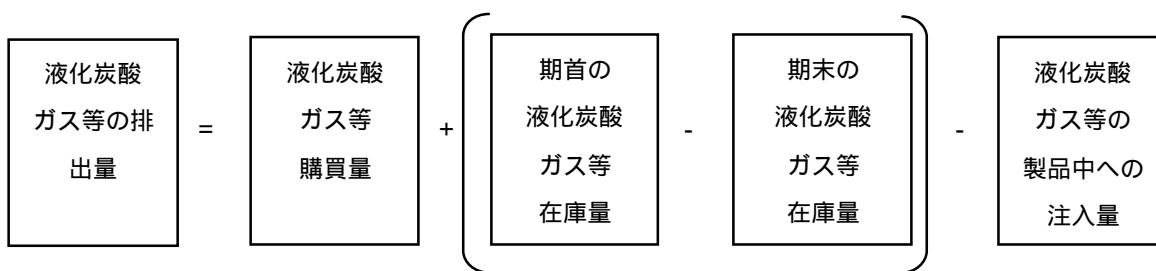 液化炭酸
ガス等の排
出量
=
液化炭酸
ガス等
購買量
+
期首の
液化炭酸
ガス等
在庫量
-
期末の
液化炭酸
ガス等
在庫量
-
液化炭酸
ガス等の
製品中への
注入量